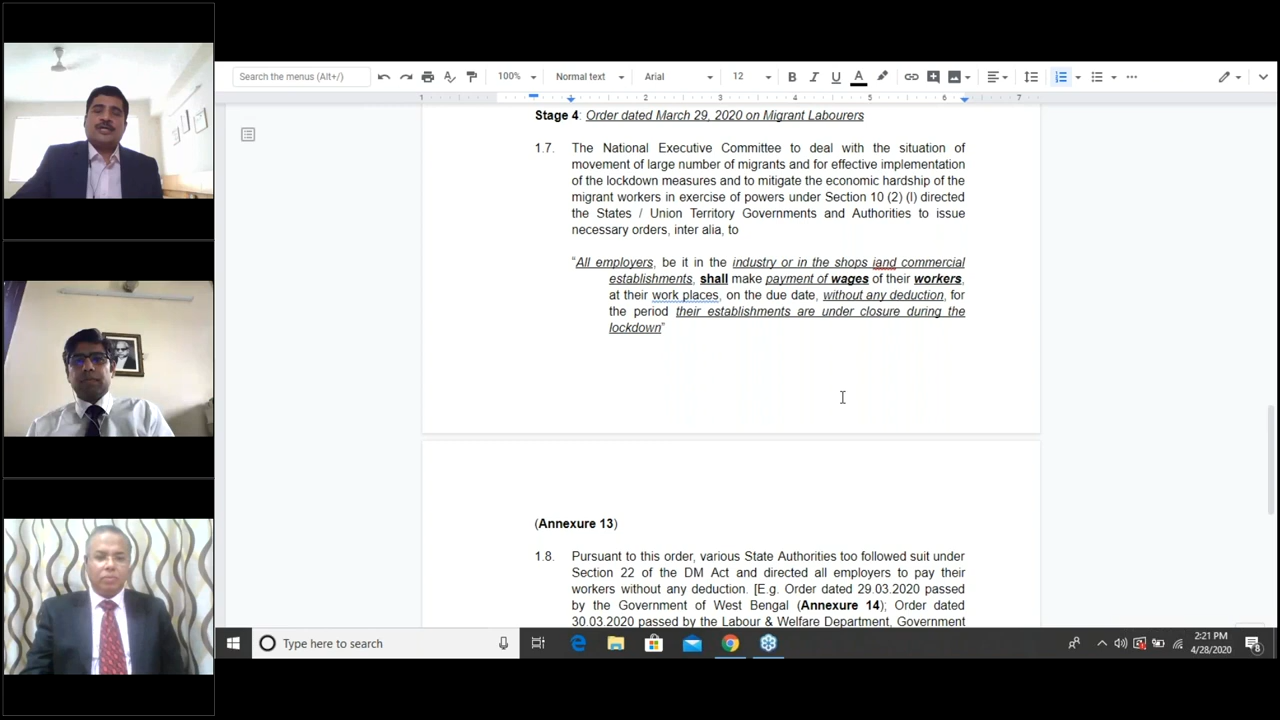 Search the menus (Alt+/)
100%
Normal text
Arial
12
B I U A
1 1 2 3 4 5 6 7
Stage 4: Order dated March 29, 2020 on Migrant Labourers
1.7. The National Executive Committee to deal with the situation of
movement of large number of migrants and for effective implementation
of the lockdown measures and to mitigate the economic hardship of the
migrant workers in exercise of powers under Section 10 (2) (l) directed
the States / Union Territory Governments and Authorities to issue
necessary orders, inter alia, to
“All employers, be it in the industry or in the shops iand commercial
establishments, shall make payment of wages of their workers,
at their work places, on the due date, without any deduction, for
the period their establishments are under closure during the
lockdown”
(Annexure 13)
1.8. Pursuant to this order, various State Authorities too followed suit under
Section 22 of the DM Act and directed all employers to pay their
workers without any deduction. [E.g. Order dated 29.03.2020 passed
by the Government of West Bengal (Annexure 14); Order dated
30.03.2020 passed by the Labour & Welfare Department, Government
Type here to search
2:21 PM
4/28/2020
8